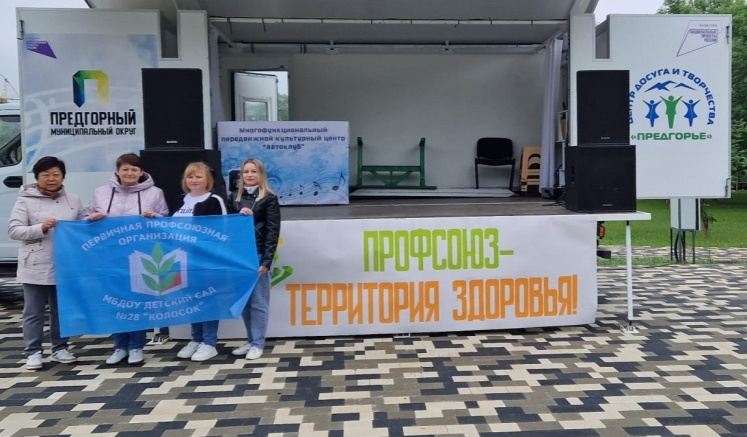 ПРЕДГОРНЫЙ
МУНИЦИПАЛЬНЫЙ ОКРУГ
Многофункциональный
передвижной культурный центр
"Автоклуб"
ЦЕНТР ДОСУГА И ТВОРЧЕСТВА
«ПРЕДГОРЬЕ»
ПЕРВИЧНАЯ ПРОФСОЮЗНАЯ
ОРГАНИЗАЦИЯ
МБДОУ ДЕТСКИЙ САД
№28 "КОЛОСОК"
ПРОФСОЮЗ-
ТЕРРИТОРИЯ ЗДОРОВЬЯ!